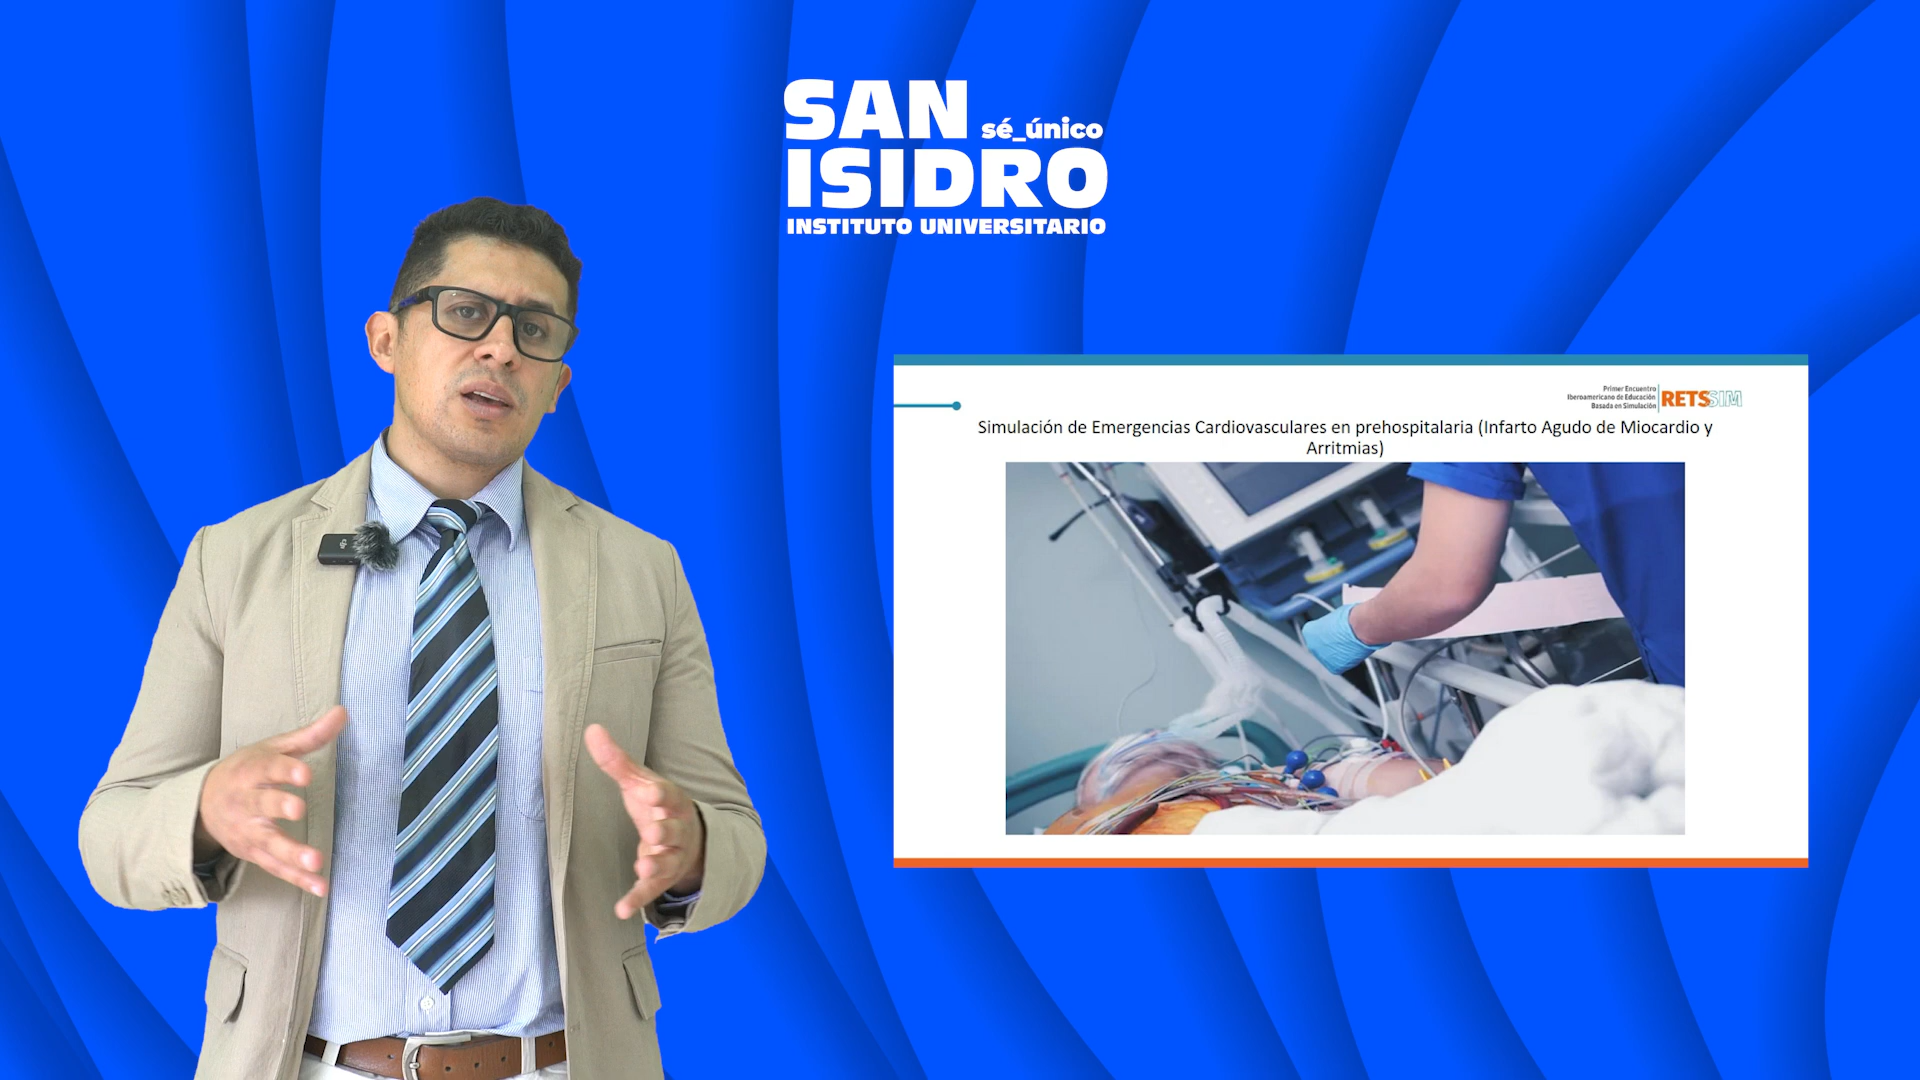 SAN
sé_único
ISIDRO
INSTITUTO UNIVERSITARIO
Primer Encuentro
Iberoamericano de Educación
Basada en Simulación
RETSSIM
Simulación de Emergencias Cardiovasculares en prehospitalaria (Infarto Agudo de Miocardio y
Arritmias)